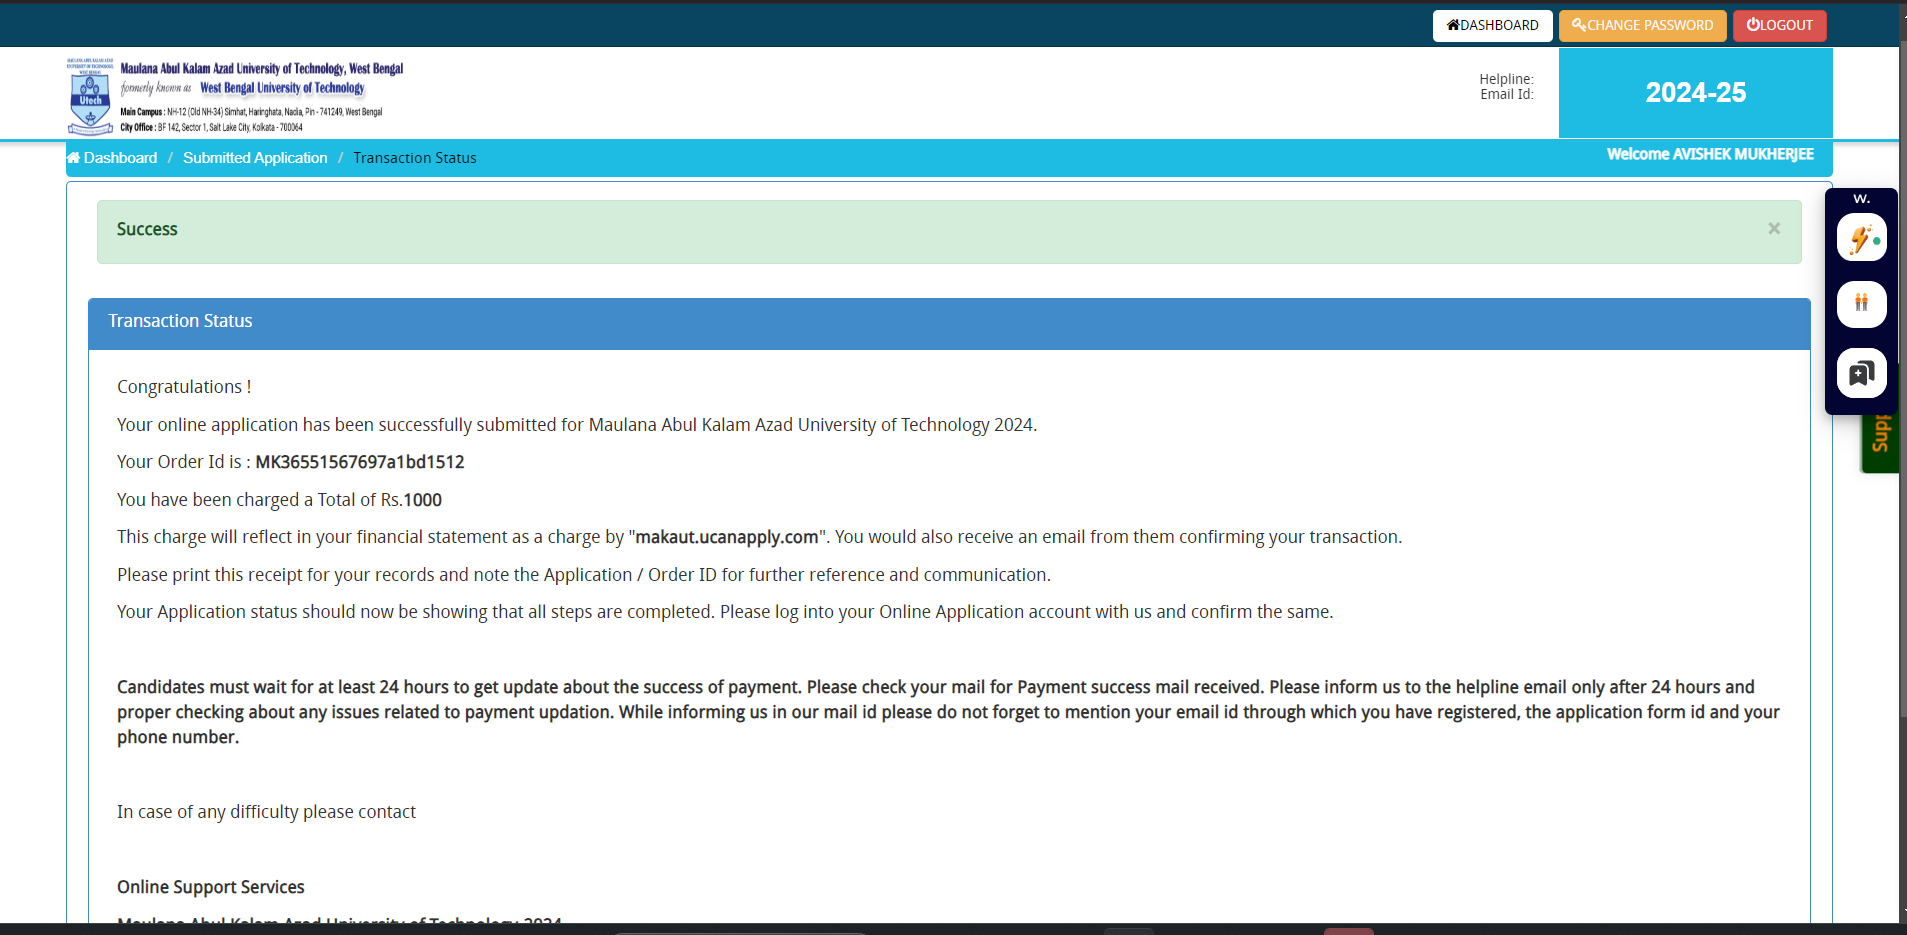 DASHBOARD CHANGE PASSWORD LOGOUT
MAULANA ABUL KALAM AZAD
UNIVERSITY OF TECHNOLOGY
WEST BENGAL
Utech
Maulana Abul Kalam Azad University of Technology, West Bengal
formerly known as West Bengal University of Technology
Main Campus : NH-12 (Old NH-34) Simhat, Haringhata, Nadia, Pin - 741249, West Bengal
City Office : BF 142, Sector 1, Salt Lake City, Kolkata - 700064
Helpline:
Email Id:
2024-25
Dashboard / Submitted Application / Transaction Status
Welcome AVISHEK MUKHERJEE
w.
Success ×
Supp
Transaction Status
Congratulations !
Your online application has been successfully submitted for Maulana Abul Kalam Azad University of Technology 2024.
Your Order Id is : MK36551567697a1bd1512
You have been charged a Total of Rs.1000
This charge will reflect in your financial statement as a charge by "makaut.ucanapply.com". You would also receive an email from them confirming your transaction.
Please print this receipt for your records and note the Application / Order ID for further reference and communication.
Your Application status should now be showing that all steps are completed. Please log into your Online Application account with us and confirm the same.
Candidates must wait for at least 24 hours to get update about the success of payment. Please check your mail for Payment success mail received. Please inform us to the helpline email only after 24 hours and
proper checking about any issues related to payment updation. While informing us in our mail id please do not forget to mention your email id through which you have registered, the application form id and your
phone number.
In case of any difficulty please contact
Online Support Services
Maulana Abul Kalam Azad University of Technology 2024